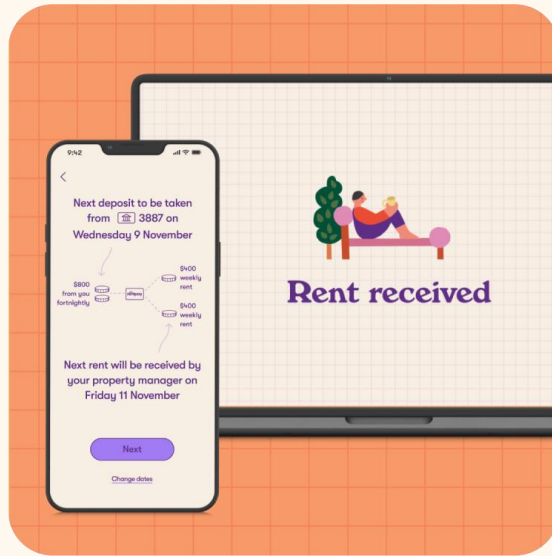 9:42
Next deposit to be taken
from 3887 on
Wednesday 9 November
$800
from you
fortnightly
$400
weekly
rent
$400
weekly
rent
Next rent will be received by
your property manager on
Friday 11 November
Next
Change dates
Rent received